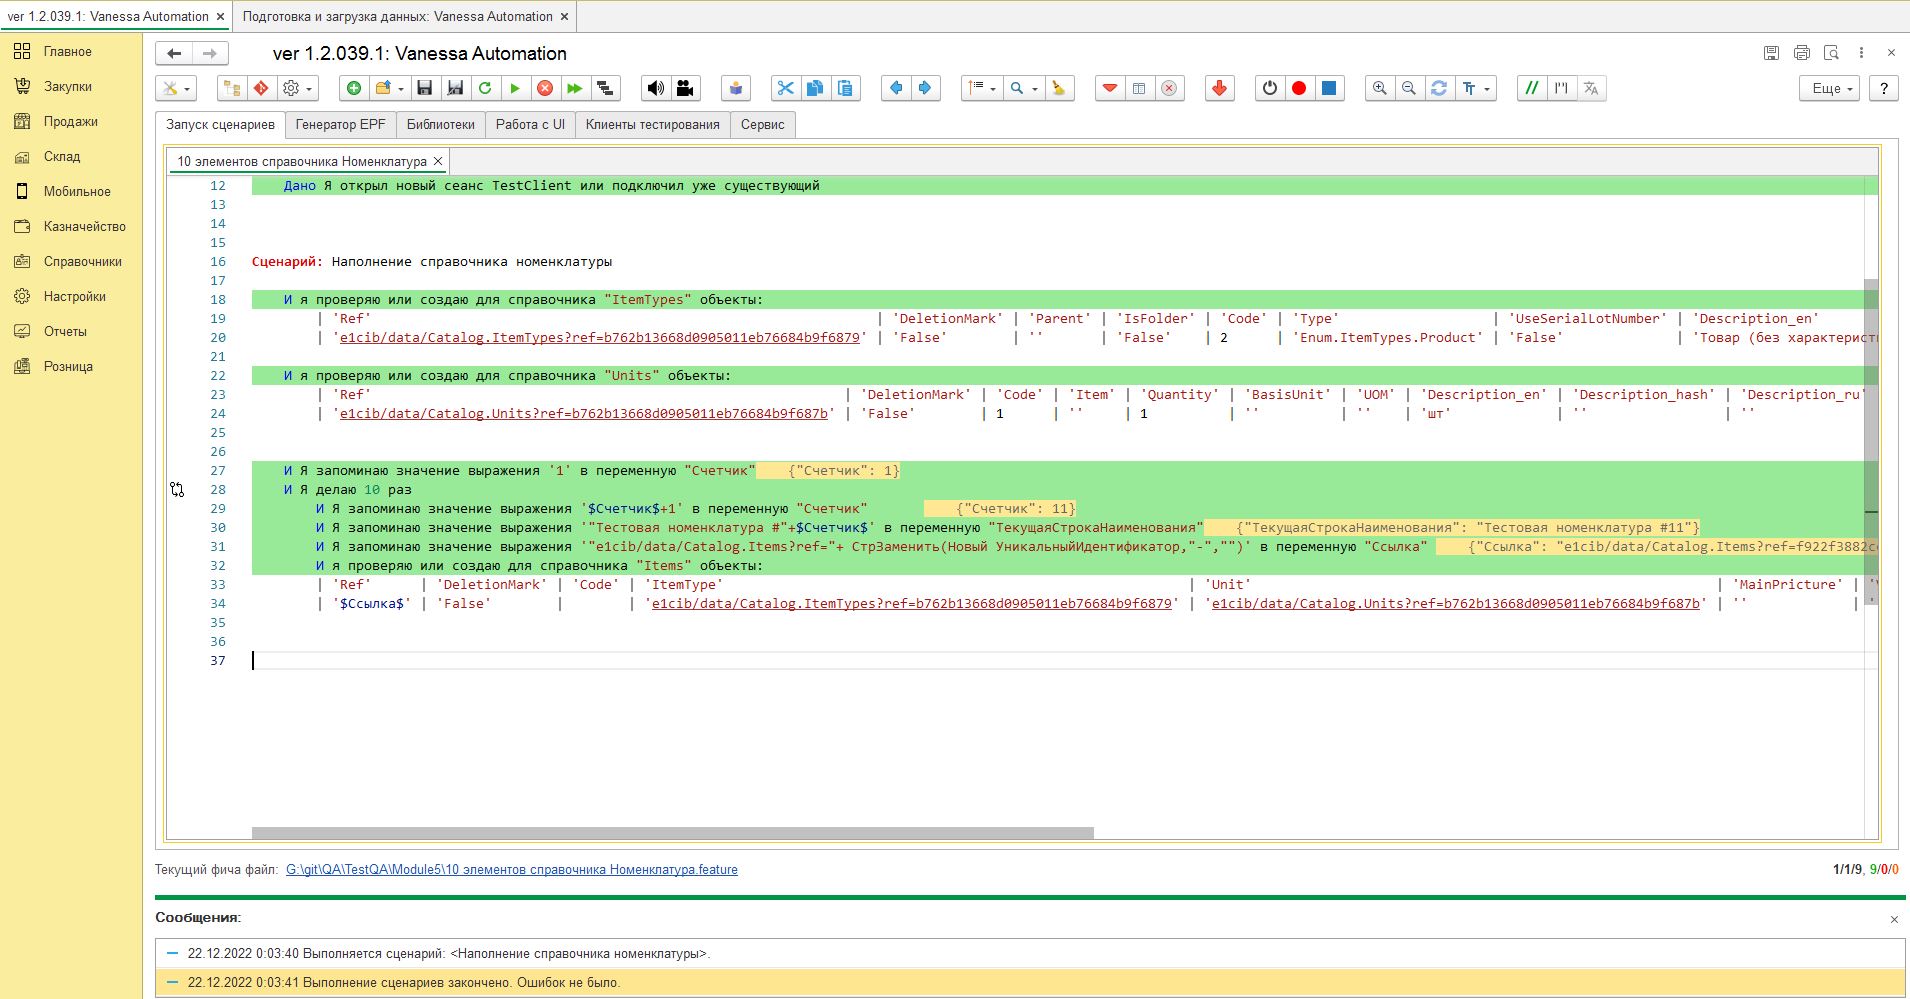 ver 1.2.039.1: Vanessa Automation × Подготовка и загрузка данных: Vanessa Automation ×
Главное
Закупки
Продажи
Склад
Мобильное
Казначейство
Справочники
Настройки
Отчеты
Розница
ver 1.2.039.1: Vanessa Automation
Еще ?
Запуск сценариев Генератор EPF Библиотеки Работа с UI Клиенты тестирования Сервис
10 элементов справочника Номенклатура ×
12 Дано Я открыл новый сеанс TestClient или подключил уже существующий
13
14
15
16 Сценарий: Наполнение справочника номенклатуры
17
18 И я проверяю или создаю для справочника "ItemTypes" объекты:
19 | 'Ref' | 'DeletionMark' | 'Parent' | 'IsFolder' | 'Code' | 'Type' | 'UseSerialLotNumber' | 'Description_en'
20 | 'e1cib/data/Catalog.ItemTypes?ref=b762b13668d0905011eb76684b9f6879' | 'False' | '' | 'False' | 2 | 'Enum.ItemTypes.Product' | 'False' | 'Товар (без характерист
21
22 И я проверяю или создаю для справочника "Units" объекты:
23 | 'Ref' | 'DeletionMark' | 'Code' | 'Item' | 'Quantity' | 'BasisUnit' | 'UOM' | 'Description_en' | 'Description_hash' | 'Description_ru'
24 | 'e1cib/data/Catalog.Units?ref=b762b13668d0905011eb76684b9f687b' | 'False' | 1 | '' | 1 | '' | '' | 'шт' | '' | ''
25
26
27 И Я запоминаю значение выражения '1' в переменную "Счетчик" {"Счетчик": 1}
28 И Я делаю 10 раз
29 И Я запоминаю значение выражения '$Счетчик$+1' в переменную "Счетчик" {"Счетчик": 11}
30 И Я запоминаю значение выражения '"Тестовая номенклатура #"+$Счетчик$' в переменную "ТекущаяСтрокаНаименования" {"ТекущаяСтрокаНаименования": "Тестовая номенклатура #11"}
31 И Я запоминаю значение выражения '"e1cib/data/Catalog.Items?ref="+ СтрЗаменить(Новый УникальныйИдентификатор,"-","")' в переменную "Ссылка" {"Ссылка": "e1cib/data/Catalog.Items?ref=f922f3882c
32 И я проверяю или создаю для справочника "Items" объекты:
33 | 'Ref' | 'DeletionMark' | 'Code' | 'ItemType' | 'Unit' | 'MainPricture' |
34 | '$Ссылка$' | 'False' | | 'e1cib/data/Catalog.ItemTypes?ref=b762b13668d0905011eb76684b9f6879' | 'e1cib/data/Catalog.Units?ref=b762b13668d0905011eb76684b9f687b' | '' |
35
36
37
Текущий фича файл: G:\git\QA\TestQA\Module5\10 элементов справочника Номенклатура.feature 1/1/9, 9/0/0
Сообщения: ×
— 22.12.2022 0:03:40 Выполняется сценарий: <Наполнение справочника номенклатуры>.
— 22.12.2022 0:03:41 Выполнение сценариев закончено. Ошибок не было.